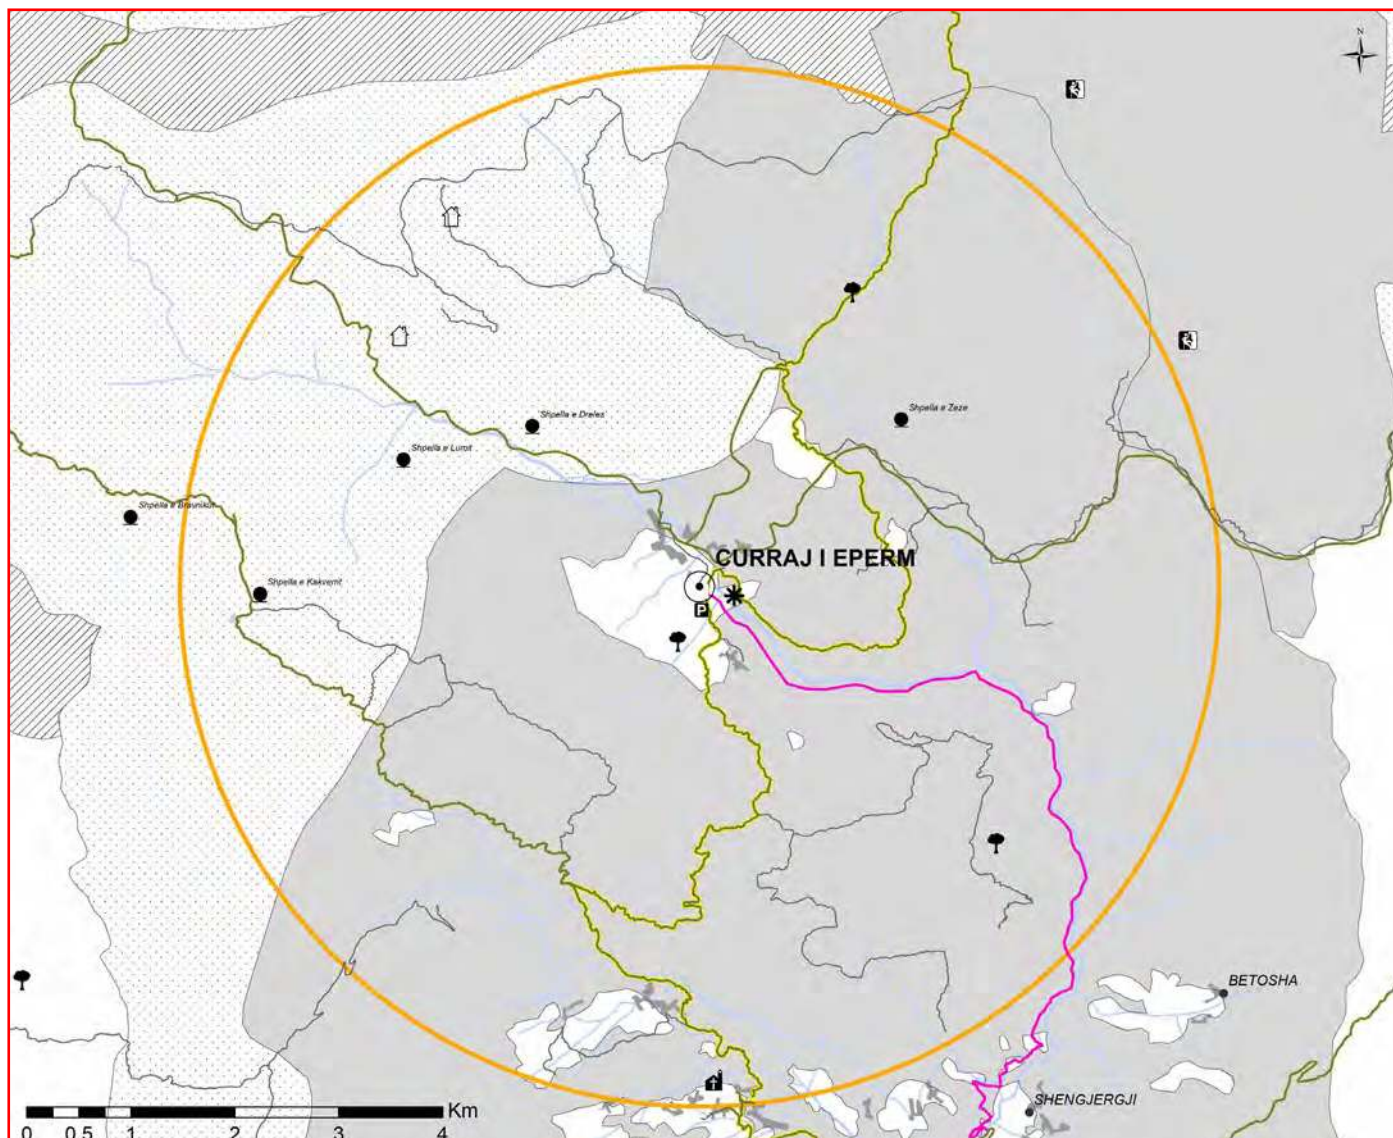 N
Shpella e Dreles
Shpella e Zeze
Shpella e Lumit
Shpella e Kakverrit
CURRAJ I EPERM
P
BETOSHA
SHENGJERGJI
Km
0 0.5 1 2 3 4